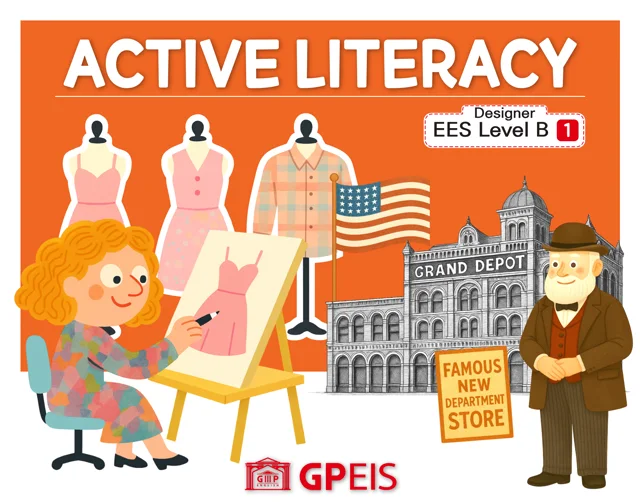 ACTIVE LITERACY
Designer
EES Level B 1
GRAND DEPOT
FAMOUS
NEW
DEPARTMENT
STORE
GPEIS